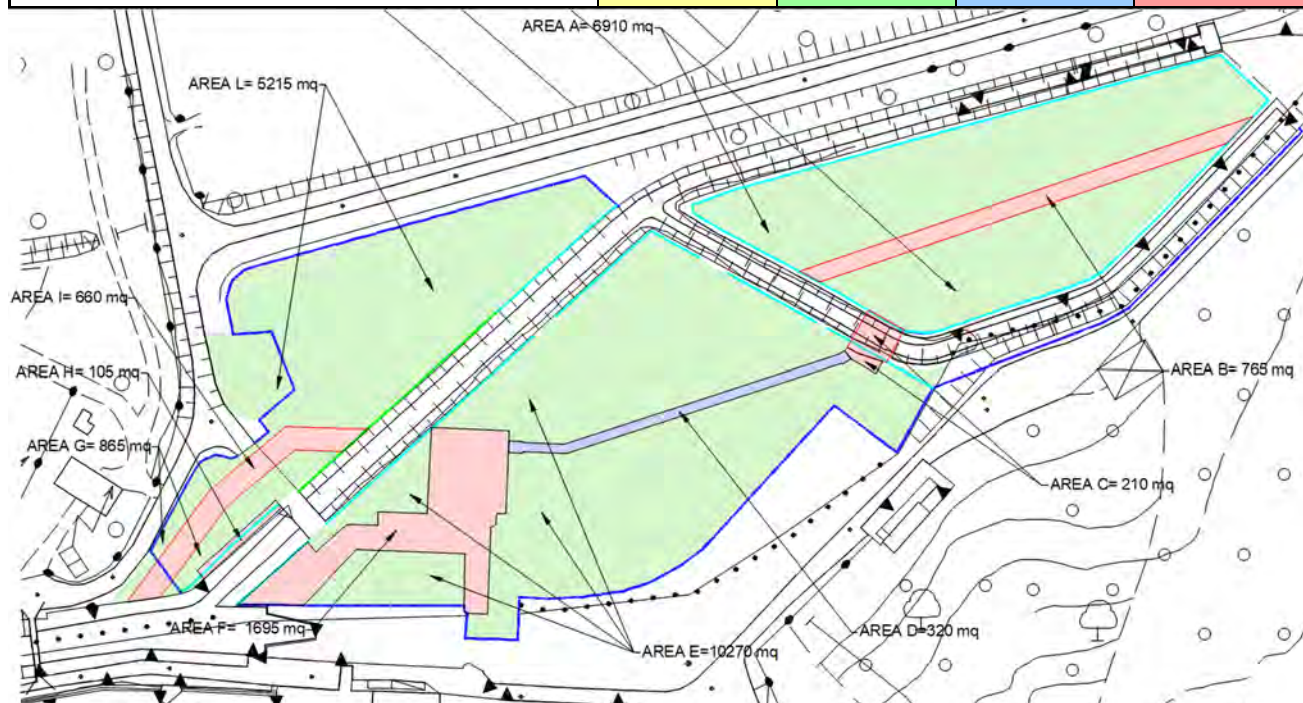 AREA A= 6910 mq
AREA L= 5215 mq
AREA I= 660 mq
AREA H= 105 mq
AREA B= 765 mq
AREA G= 865 mq
AREA C= 210 mq
AREA F= 1695 mq
AREA D=320 mq
AREA E=10270 mq